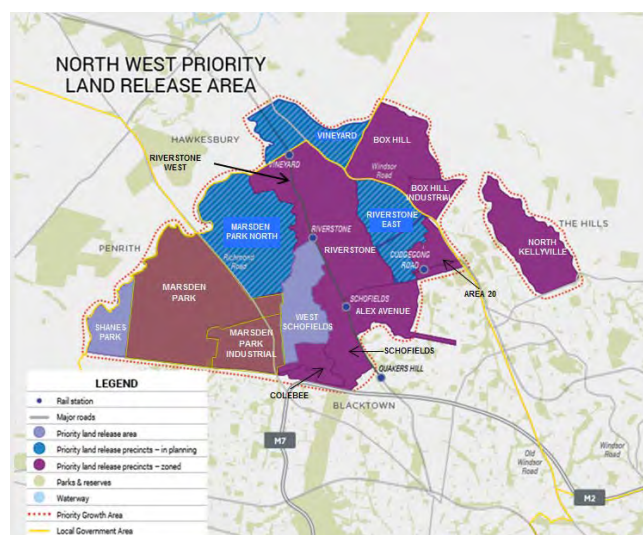 NORTH WEST PRIORITY
LAND RELEASE AREA
HAWKESBURY
VINEYARD
BOX HILL
RIVERSTONE
WEST
VINEYARD
Windsor
Road
BOX HILL
INDUSTRIAL
MARSDEN
PARK NORTH
RIVERSTONE
EAST
RIVERSTONE
RIVERSTONE
THE HILLS
NORTH
KELLYVILLE
PENRITH
Richmond
Road
CUDGEGONG
ROAD
MARSDEN
PARK
AREA 20
SCHOFIELDS
ALEX AVENUE
WEST
SCHOFIELDS
SHANES
PARK
MARSDEN
PARK
INDUSTRIAL
SCHOFIELDS
QUAKERS HILL
COLEBEE
BLACKTOWN
M7
Old
Windsor
Road
Windsor
Road
M2
LEGEND
Rail station
Major roads
Priority land release area
Priority land release precincts – in planning
Priority land release precincts – zoned
Parks & reserves
Waterway
Priority Growth Area
Local Government Area